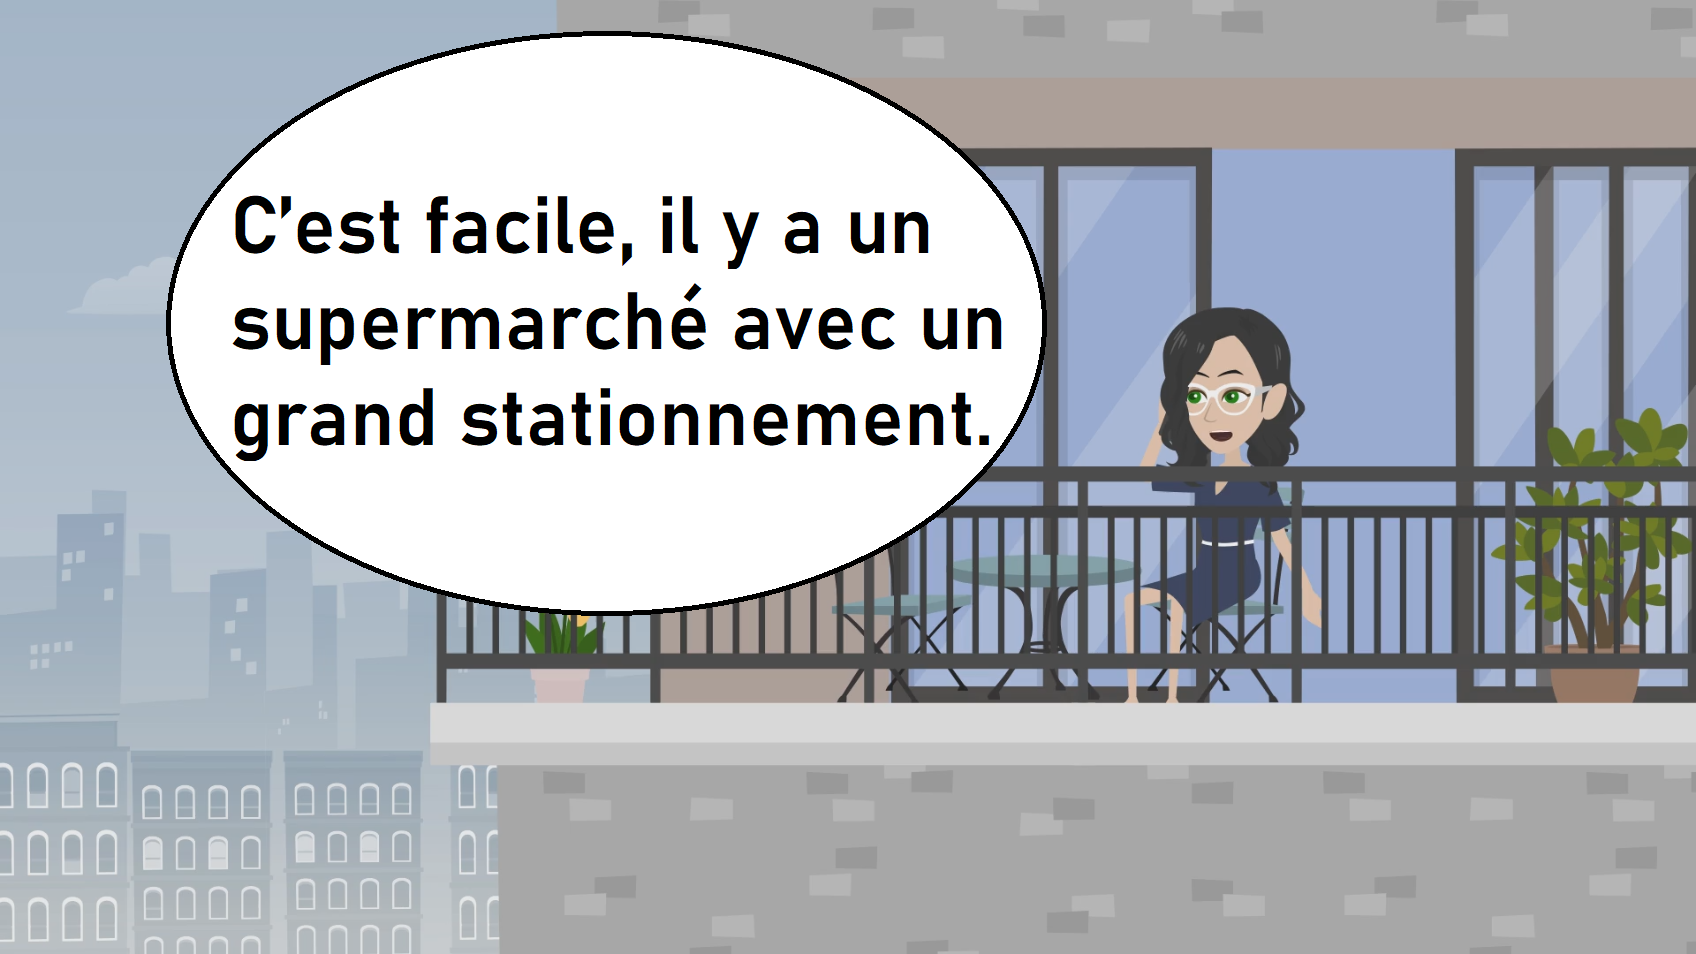 C'est facile, il y a un
supermarché avec un
grand stationnement.